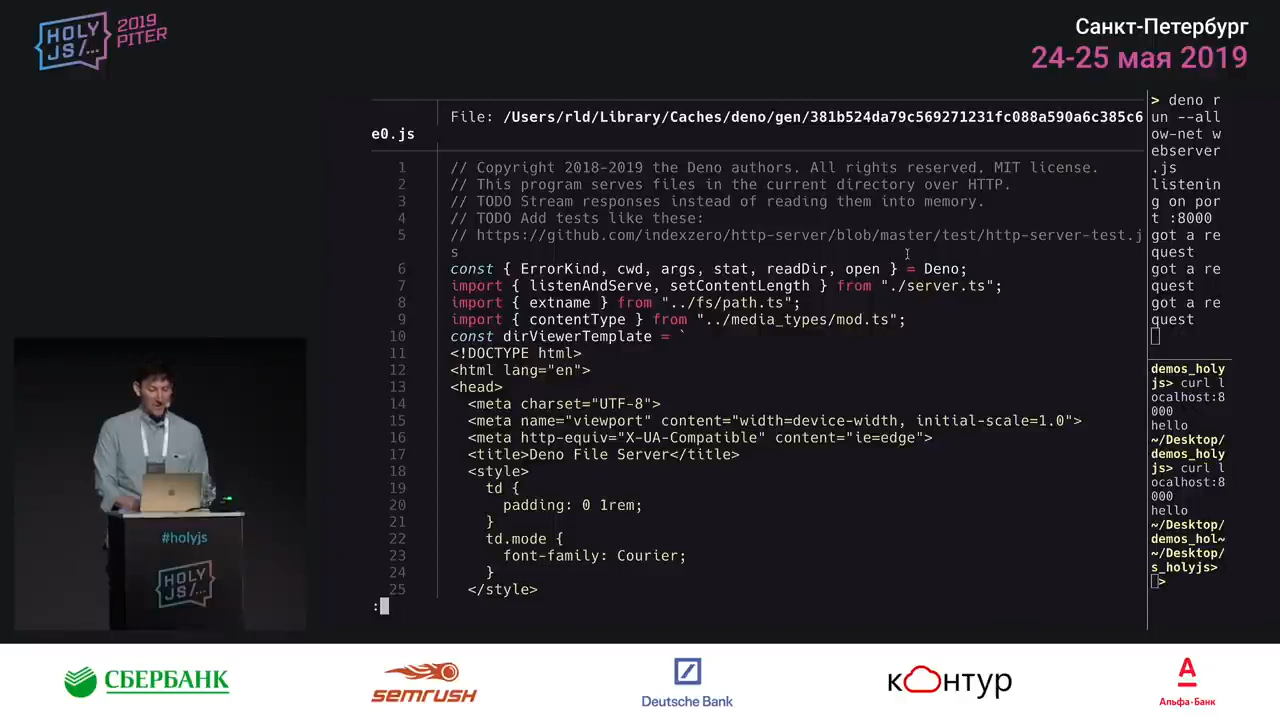 HOLY
JS/...
2019
PITER
Санкт-Петербург
24-25 мая 2019
File: /Users/rld/Library/Caches/deno/gen/381b524da79c569271231fc088a590a6c385c6
e0.js
1 // Copyright 2018-2019 the Deno authors. All rights reserved. MIT license.
2 // This program serves files in the current directory over HTTP.
3 // TODO Stream responses instead of reading them into memory.
4 // TODO Add tests like these:
5 // https://github.com/indexzero/http-server/blob/master/test/http-server-test.j
s
6 const { ErrorKind, cwd, args, stat, readDir, open } = Deno;
7 import { listenAndServe, setContentLength } from "./server.ts";
8 import { extname } from "../fs/path.ts";
9 import { contentType } from "../media_types/mod.ts";
10 const dirViewerTemplate = `
11 <!DOCTYPE html>
12 <html lang="en">
13 <head>
14 <meta charset="UTF-8">
15 <meta name="viewport" content="width=device-width, initial-scale=1.0">
16 <meta http-equiv="X-UA-Compatible" content="ie=edge">
17 <title>Deno File Server</title>
18 <style>
19 td {
20 padding: 0 1rem;
21 }
22 td.mode {
23 font-family: Courier;
24 }
25 </style>
:
> deno r
un --all
ow-net w
ebserver
.js
listenin
g on por
t :8000
got a re
quest
got a re
quest
got a re
quest
demos_holy
js> curl l
ocalhost:8
000
hello
~/Desktop/
demos_holy
js> curl l
ocalhost:8
000
hello
~/Desktop/
demos_hol~
~/Desktop/
s_holyjs>
>
#holyjs
HOLY
JS/...
СБЕРБАНК
semrush
Deutsche Bank
контур
А
Альфа·Банк